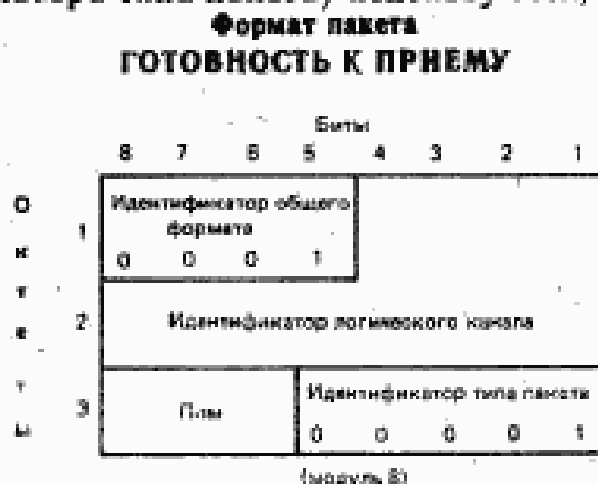 Формат пакета
ГОТОВНОСТЬ К ПРИЕМУ
Биты
8 7 6 5 4 3 2 1
Октеты
1
Идентификатор общего
формата
0 0 0 1
2
Идентификатор логического канала
3
Идентификатор типа пакета
0 0 0 0 1
(модуль 8)